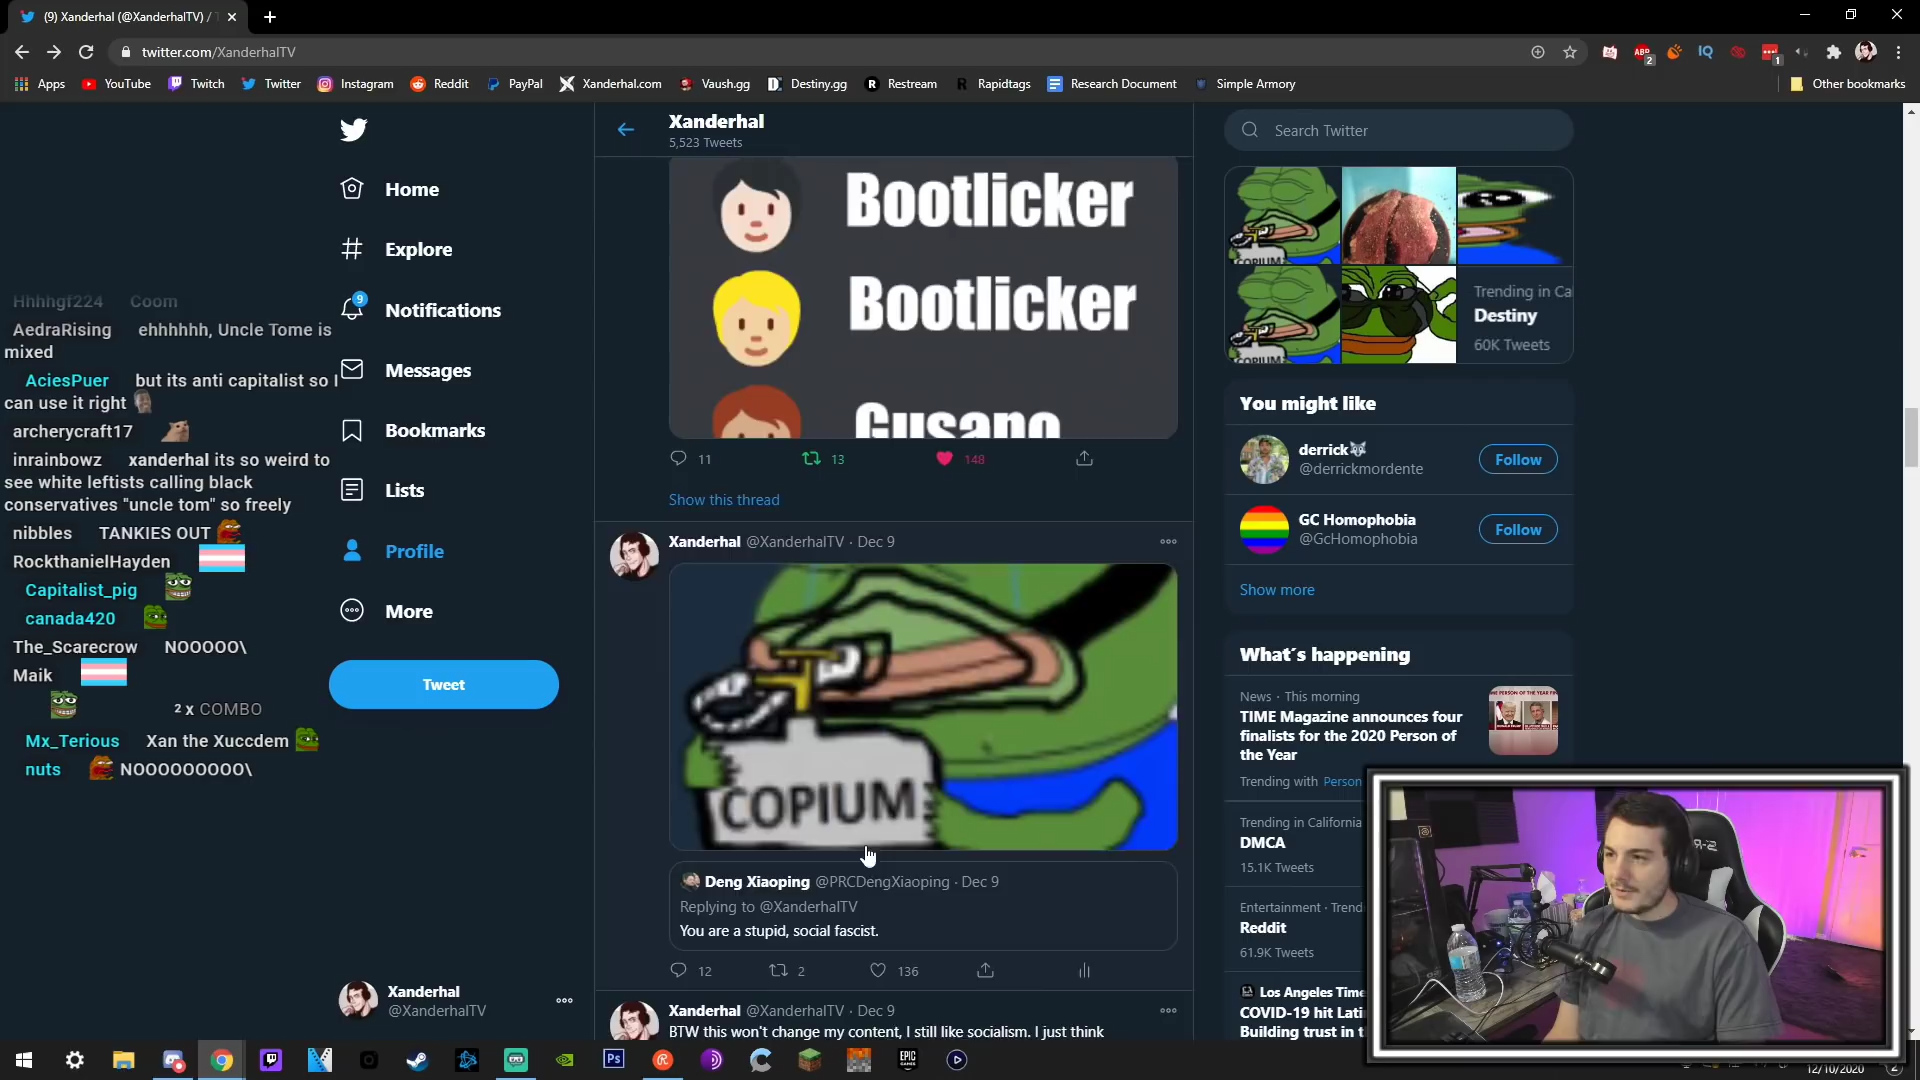 (9) Xanderhal (@XanderhalTV) / T
twitter.com/XanderhalTV
Apps
YouTube
Twitch
Twitter
Instagram
Reddit
PayPal
Xanderhal.com
Vaush.gg
Destiny.gg
Restream
Rapidtags
Research Document
Simple Armory
Other bookmarks
Hhhhgf224 Coom
AedraRising ehhhhhh, Uncle Tome is
mixed
AciesPuer but its anti capitalist so I
can use it right
archerycraft17
inrainbowz xanderhal its so weird to
see white leftists calling black
conservatives "uncle tom" so freely
nibbles TANKIES OUT
RockthanielHayden
Capitalist_pig
canada420
The_Scarecrow NOOOOO\
Maik
2 x COMBO
Mx_Terious Xan the Xuccdem
nuts NOOOOOOOOO\
Home
Explore
9
Notifications
Messages
Bookmarks
Lists
Profile
More
Tweet
Xanderhal
@XanderhalTV
Xanderhal
5,523 Tweets
Bootlicker
Bootlicker
Gusano
11 13 148
Show this thread
Xanderhal @XanderhalTV · Dec 9
COPIUM
Deng Xiaoping @PRCDengXiaoping · Dec 9
Replying to @XanderhalTV
You are a stupid, social fascist.
12 2 136
Xanderhal @XanderhalTV · Dec 9
BTW this won't change my content, I still like socialism. I just think
Search Twitter
COPIUM
COPIUM
Trending in Ca
Destiny
60K Tweets
You might like
derrick
@derrickmordente
Follow
GC Homophobia
@GcHomophobia
Follow
Show more
What's happening
News · This morning
TIME Magazine announces four
finalists for the 2020 Person of
the Year
Trending with Person
Trending in California
DMCA
15.1K Tweets
Entertainment · Trend
Reddit
61.9K Tweets
Los Angeles Time
COVID-19 hit Lati
Building trust in t
12/10/2020
2